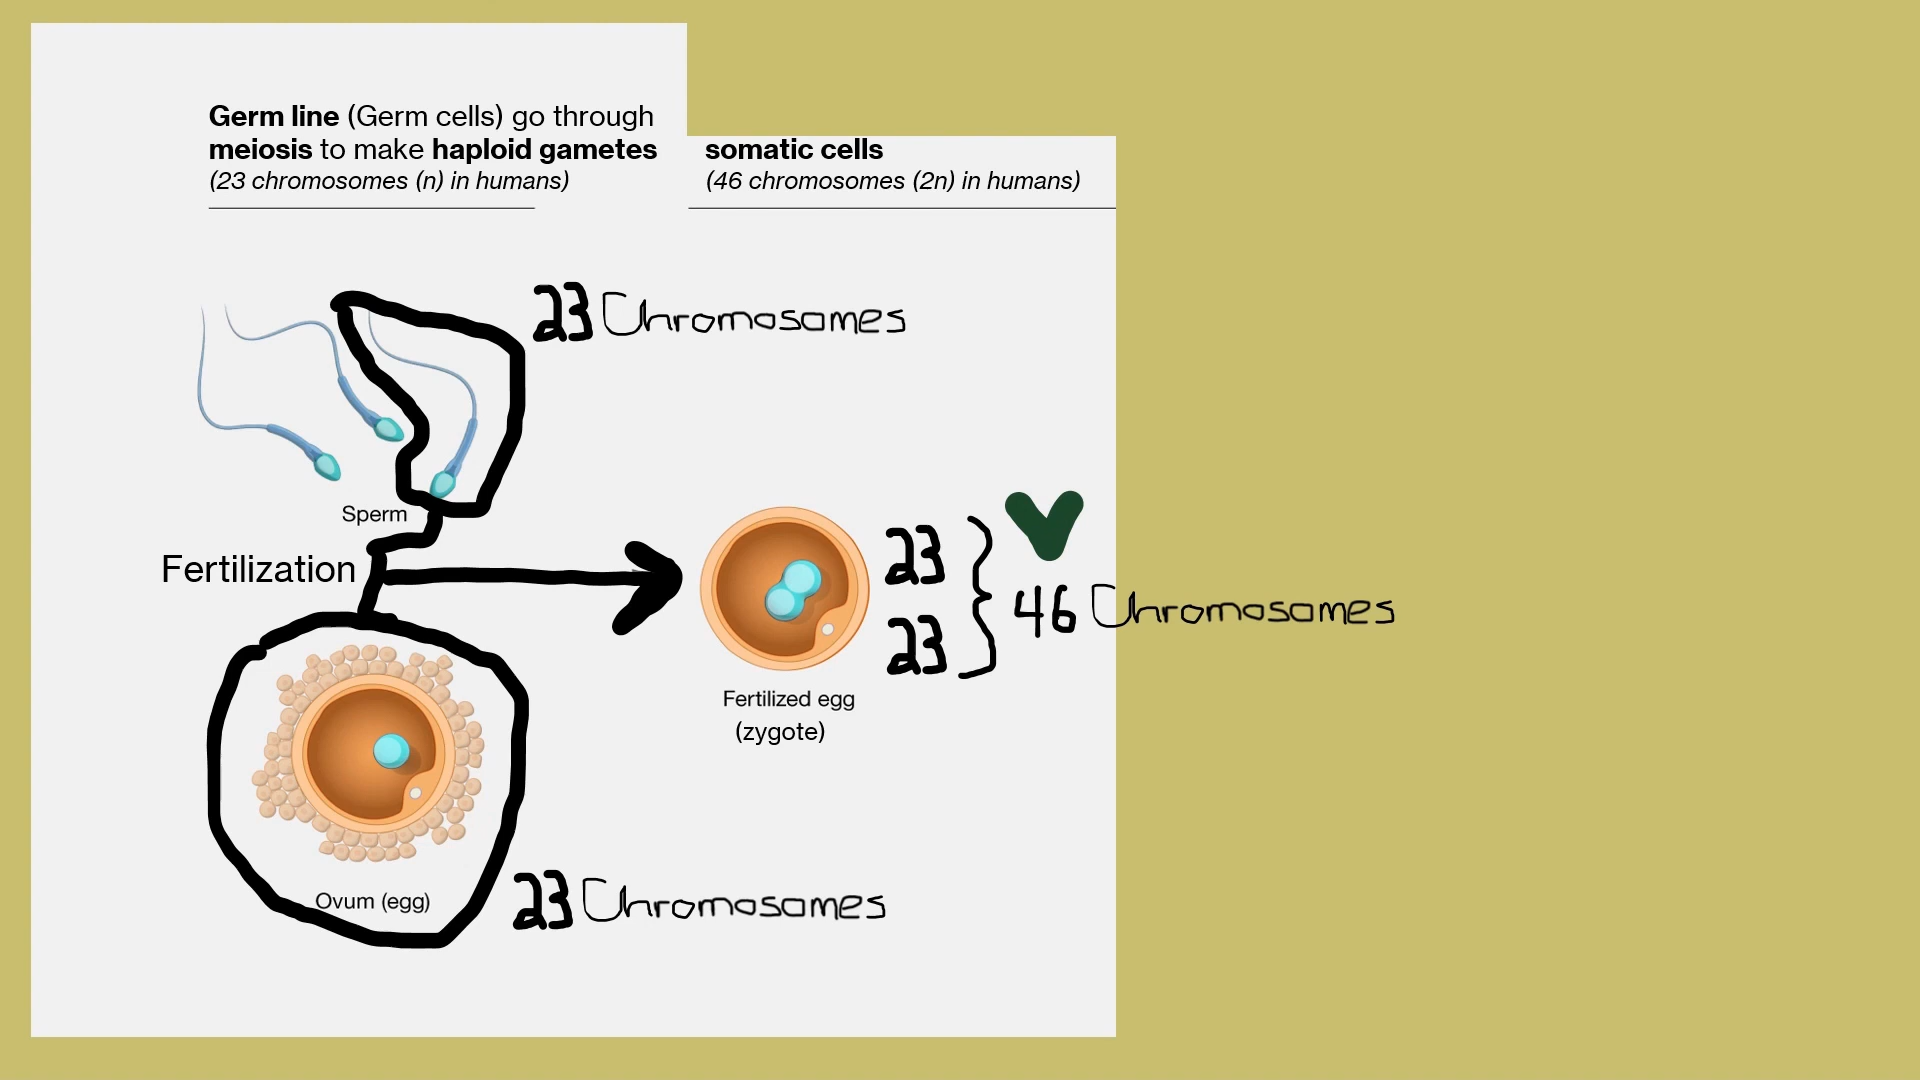 Germ line (Germ cells) go through
meiosis to make haploid gametes
(23 chromosomes (n) in humans)
somatic cells
(46 chromosomes (2n) in humans)
23 Chromosomes
Sperm
Fertilization
23
23
46 Chromosomes
Fertilized egg
(zygote)
Ovum (egg)
23 Chromosomes